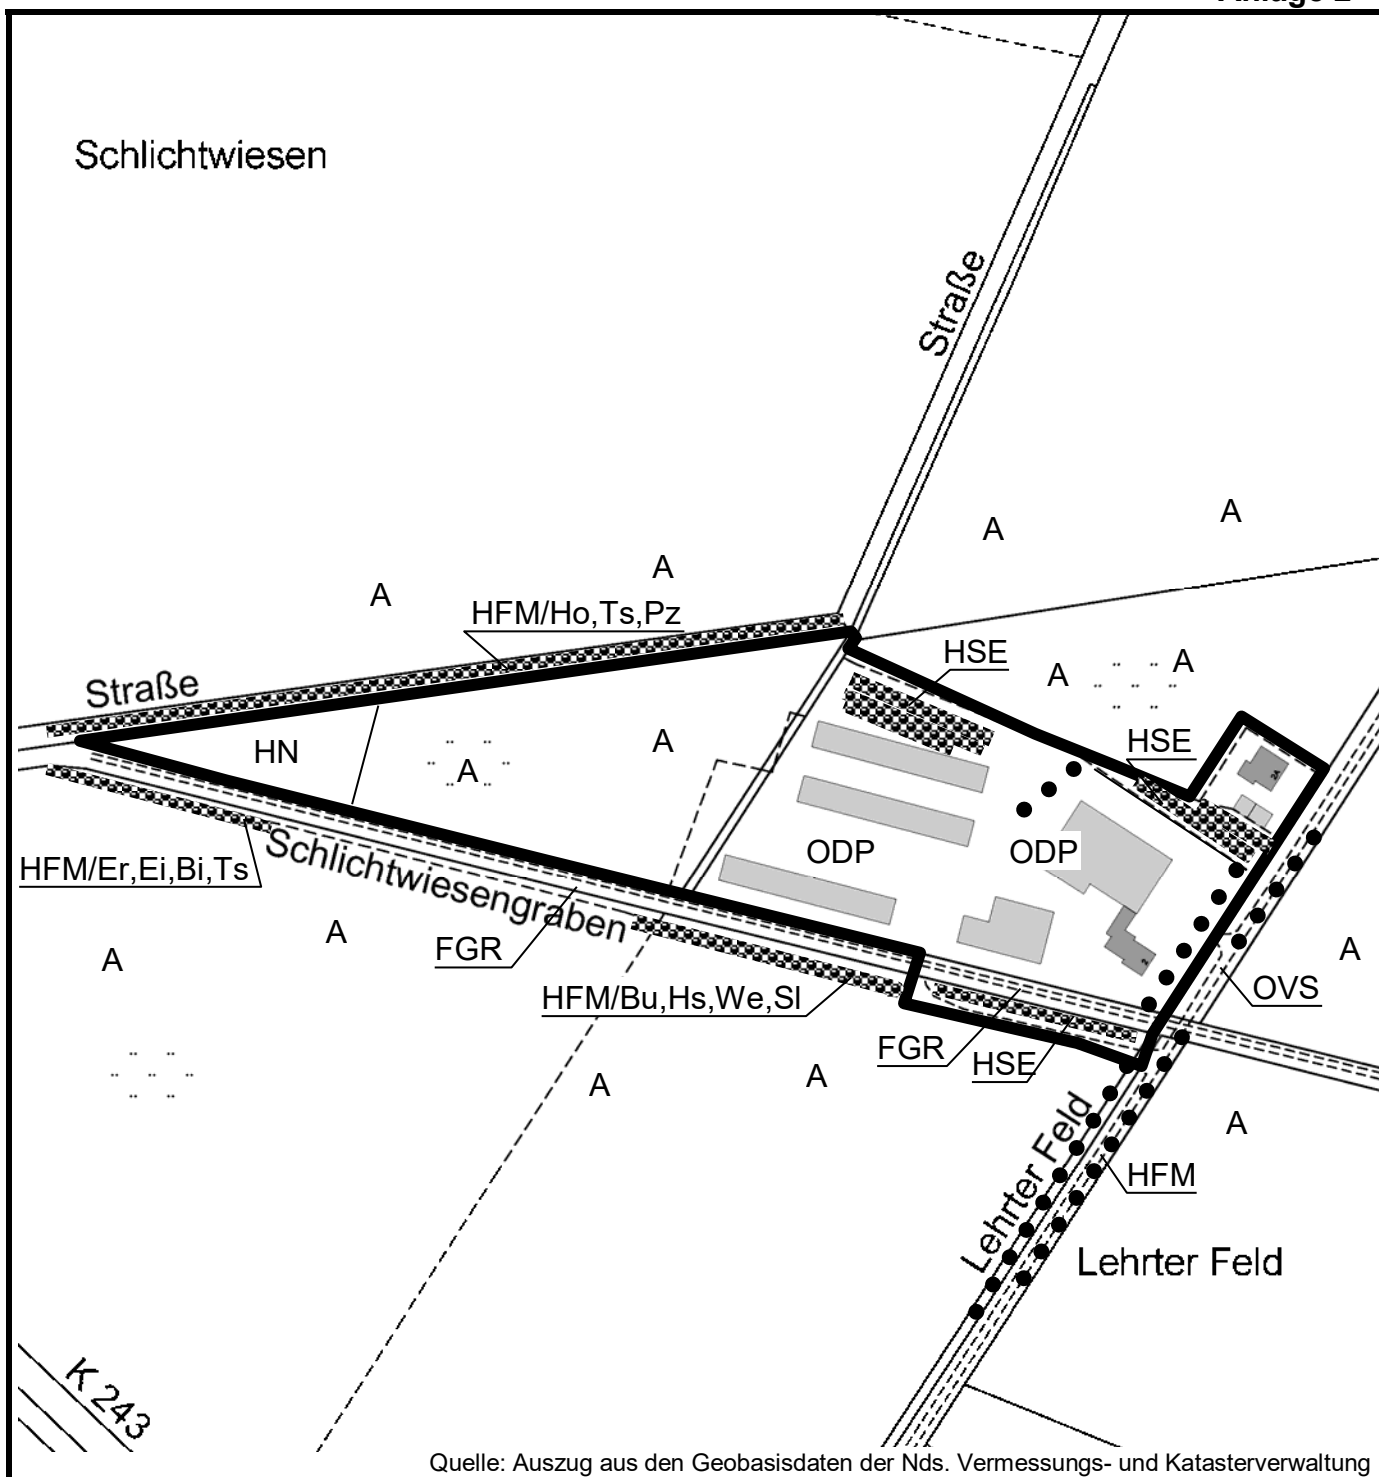 Anlage 2
Schlichtwiesen
Straße
A
A
A
A
HFM/Ho,Ts,Pz
HSE
A
A
Straße
HSE
HN
A
A
2A
ODP
ODP
HFM/Er,Ei,Bi,Ts
Schlichtwiesengraben
A
A
FGR
2
A
HFM/Bu,Hs,We,Sl
OVS
FGR
HSE
A
A
A
Lehrter Feld
HFM
Lehrter Feld
K 243
Quelle: Auszug aus den Geobasisdaten der Nds. Vermessungs- und Katasterverwaltung